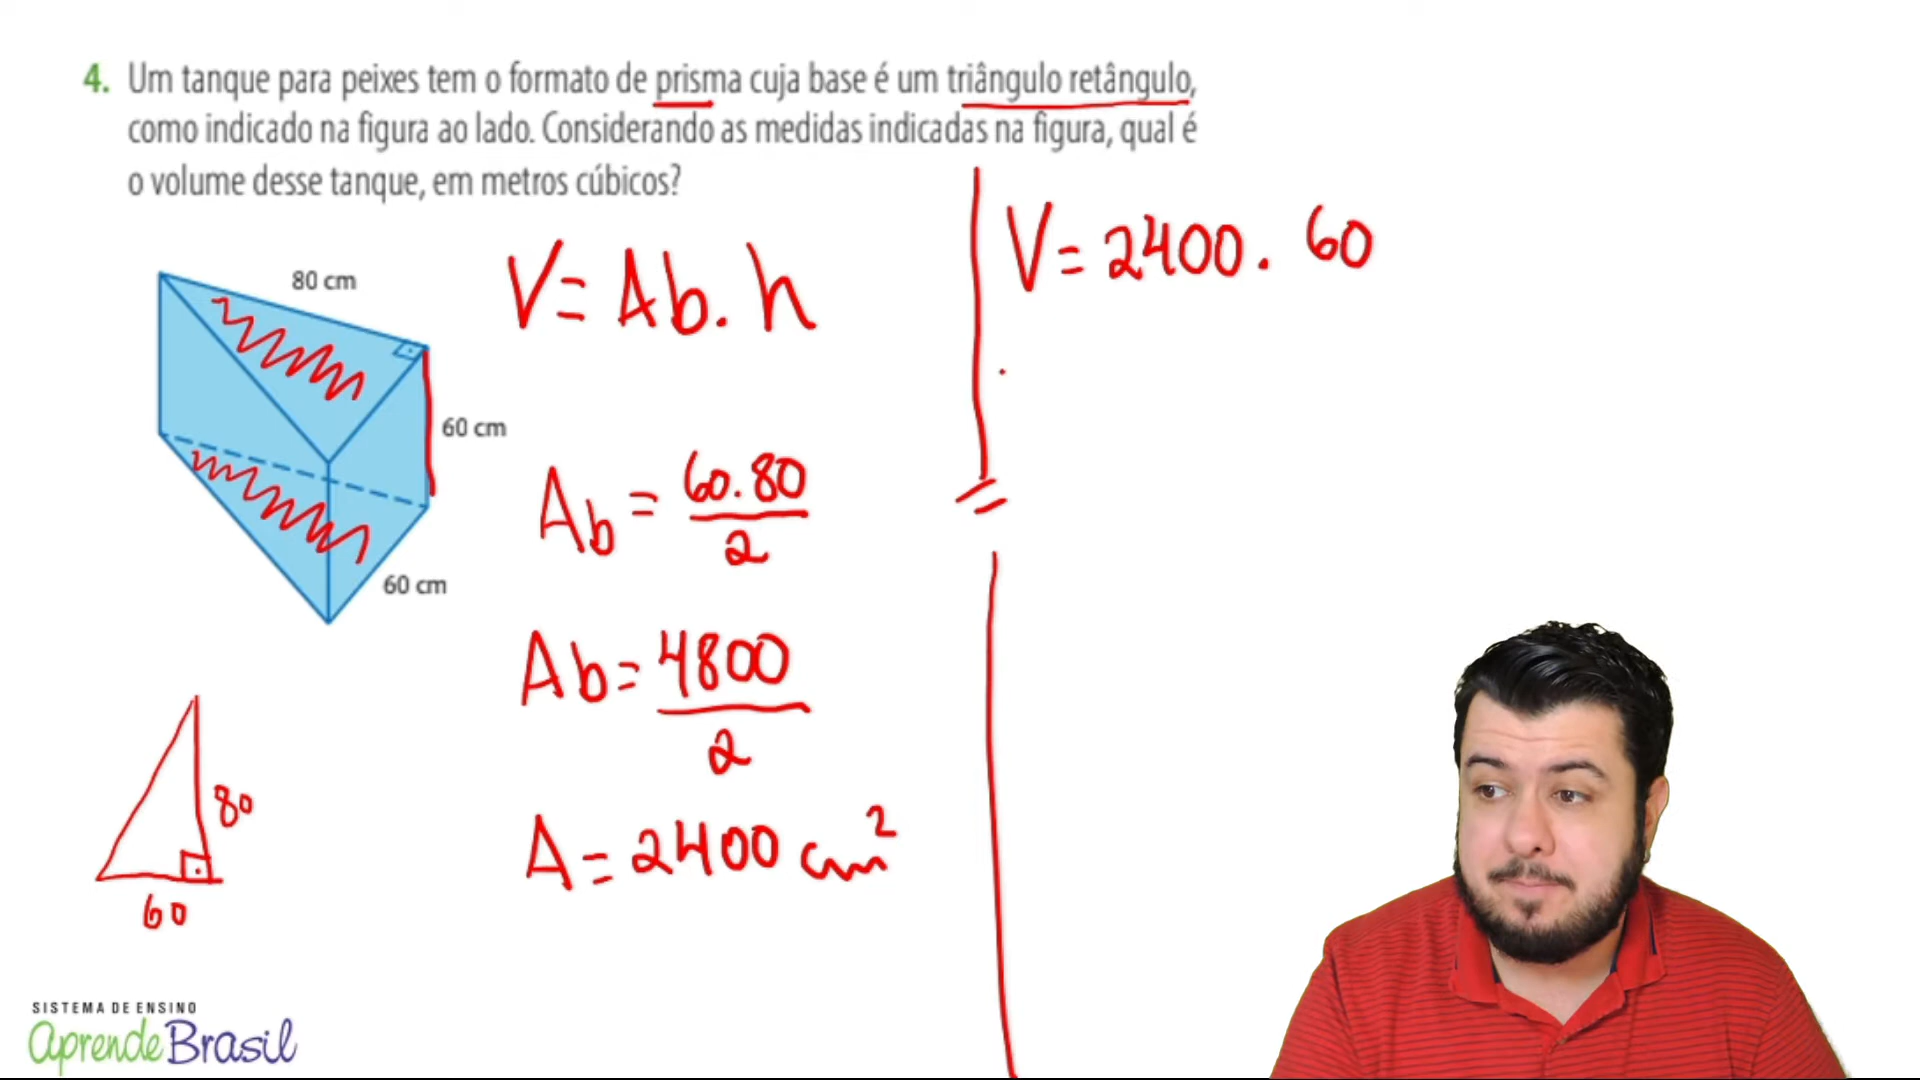 4. Um tanque para peixes tem o formato de prisma cuja base é um triângulo retângulo,
como indicado na figura ao lado. Considerando as medidas indicadas na figura, qual é
o volume desse tanque, em metros cúbicos?
80 cm
60 cm
60 cm
V = Ab . h
Ab = 60.80
2
Ab = 4800
2
A = 2400 cm²
80
60
V = 2400 . 60
SISTEMA DE ENSINO
aprende Brasil